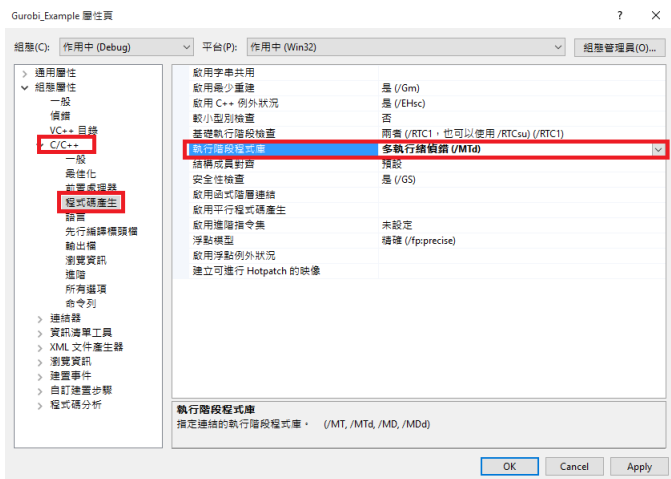 Gurobi_Example 屬性頁
? ×
組態(C): 作用中 (Debug) 平台(P): 作用中 (Win32) 組態管理員(O)...
通用屬性
組態屬性
一般
偵錯
VC++ 目錄
C/C++
一般
最佳化
前置處理器
程式碼產生
語言
先行編譯標頭檔
輸出檔
瀏覽資訊
進階
所有選項
命令列
連結器
資訊清單工具
XML 文件產生器
瀏覽資訊
建置事件
自訂建置步驟
程式碼分析
啟用字串共用
啟用最少重建 是 (/Gm)
啟用 C++ 例外狀況 是 (/EHsc)
較小型別檢查 否
基礎執行階段檢查 兩者 (/RTC1，也可以使用 /RTCsu) (/RTC1)
執行階段程式庫 多執行緒偵錯 (/MTd)
結構成員對齊 預設
安全性檢查 是 (/GS)
啟用函式階層連結
啟用平行程式碼產生
啟用進階指令集 未設定
浮點模型 精確 (/fp:precise)
啟用浮點例外狀況
建立可進行 Hotpatch 的映像
執行階段程式庫
指定連結的執行階段程式庫。 (/MT, /MTd, /MD, /MDd)
OK Cancel Apply